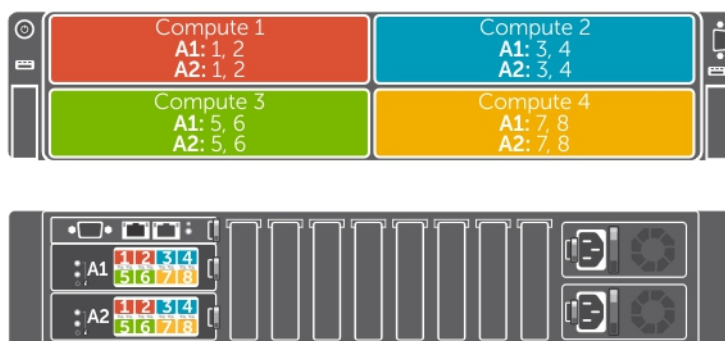 Compute 1
A1: 1, 2
A2: 1, 2
Compute 2
A1: 3, 4
A2: 3, 4
Compute 3
A1: 5, 6
A2: 5, 6
Compute 4
A1: 7, 8
A2: 7, 8
A1
1 2 3 4
5 6 7 8
A2
1 2 3 4
5 6 7 8